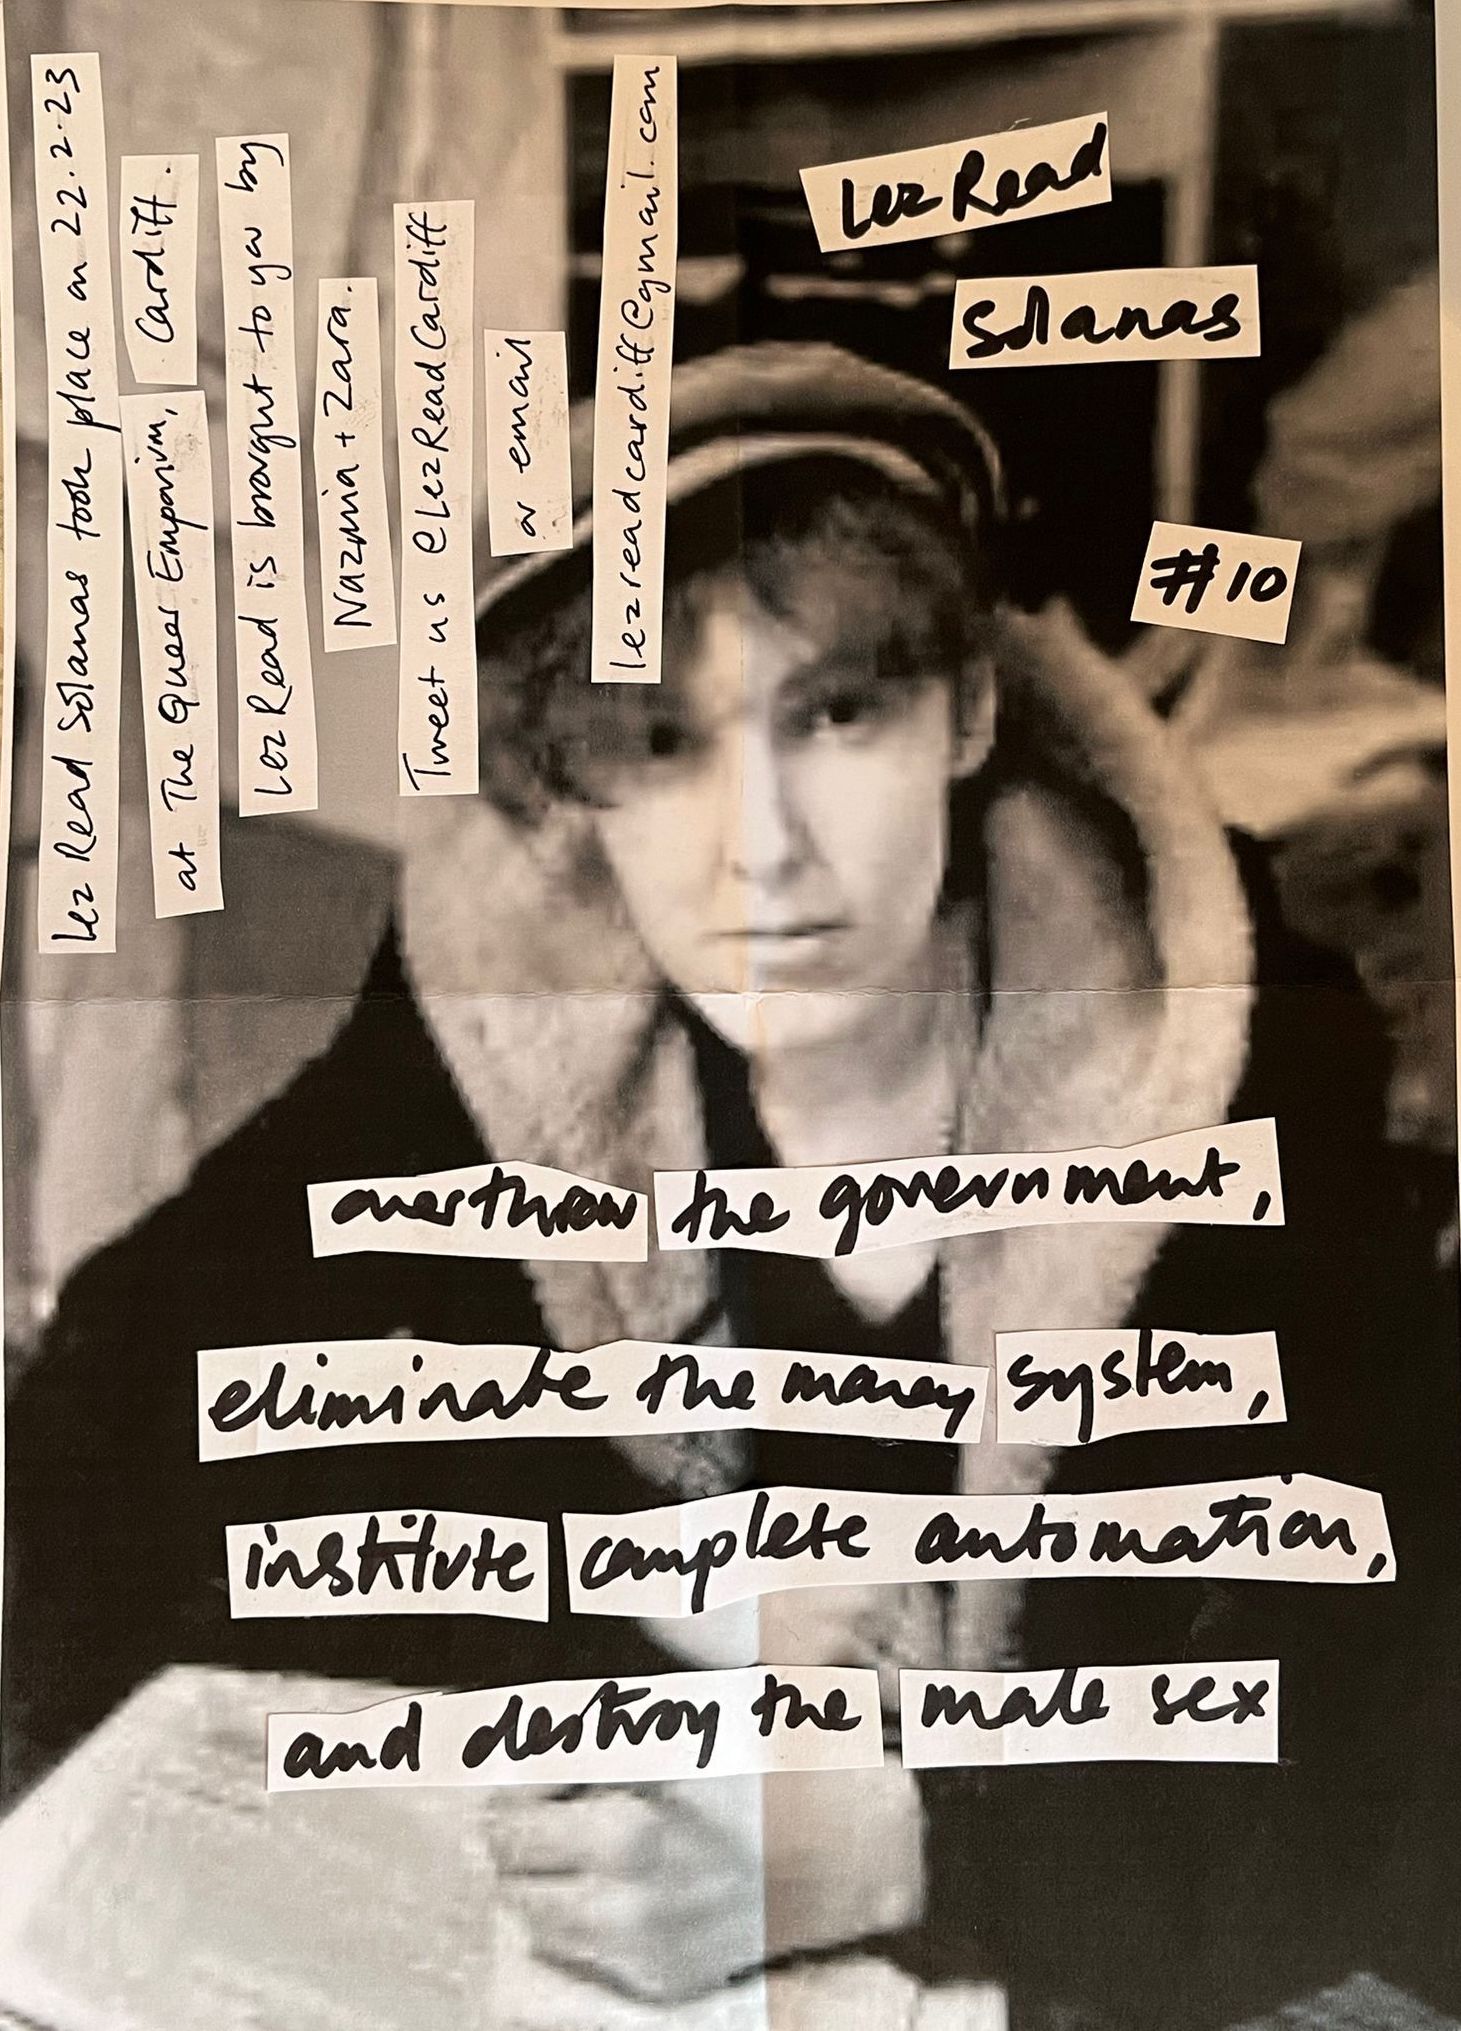 Lez Read
Solanas
#10
overthrow the government,
eliminate the money system,
institute complete automation,
and destroy the male sex
Lez Read Solanas took place on 22.2.23
at The Queer Emporium, Cardiff.
Lez Read is brought to you by
Nazmia + Zara.
Tweet us @LezReadCardiff
or email
lezreadcardiff@gmail.com